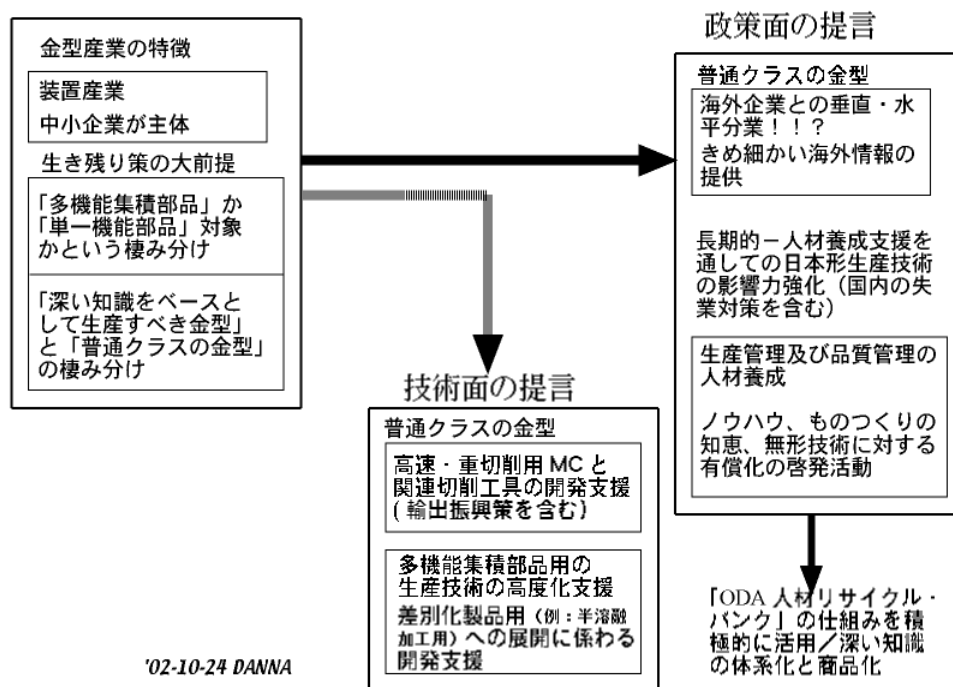 金型産業の特徴
装置産業
中小企業が主体
生き残り策の大前提
「多機能集積部品」か
「単一機能部品」対象
かという棲み分け
「深い知識をベースと
して生産すべき金型」
と「普通クラスの金型」
の棲み分け
政策面の提言
普通クラスの金型
海外企業との垂直・水
平分業！！？
きめ細かい海外情報の
提供
長期的－人材養成支援を
通しての日本形生産技術
の影響力強化（国内の失
業対策を含む）
生産管理及び品質管理の
人材養成
ノウハウ、ものつくりの
知恵、無形技術に対する
有償化の啓発活動
「ODA 人材リサイクル・
バンク」の仕組みを積
極的に活用／深い知識
の体系化と商品化
技術面の提言
普通クラスの金型
高速・重切削用 MC と
関連切削工具の開発支援
( 輸出振興策を含む）
多機能集積部品用の
生産技術の高度化支援
差別化製品用（例：半溶融
加工用）への展開に係わる
開発支援
'02-10-24 DANNA